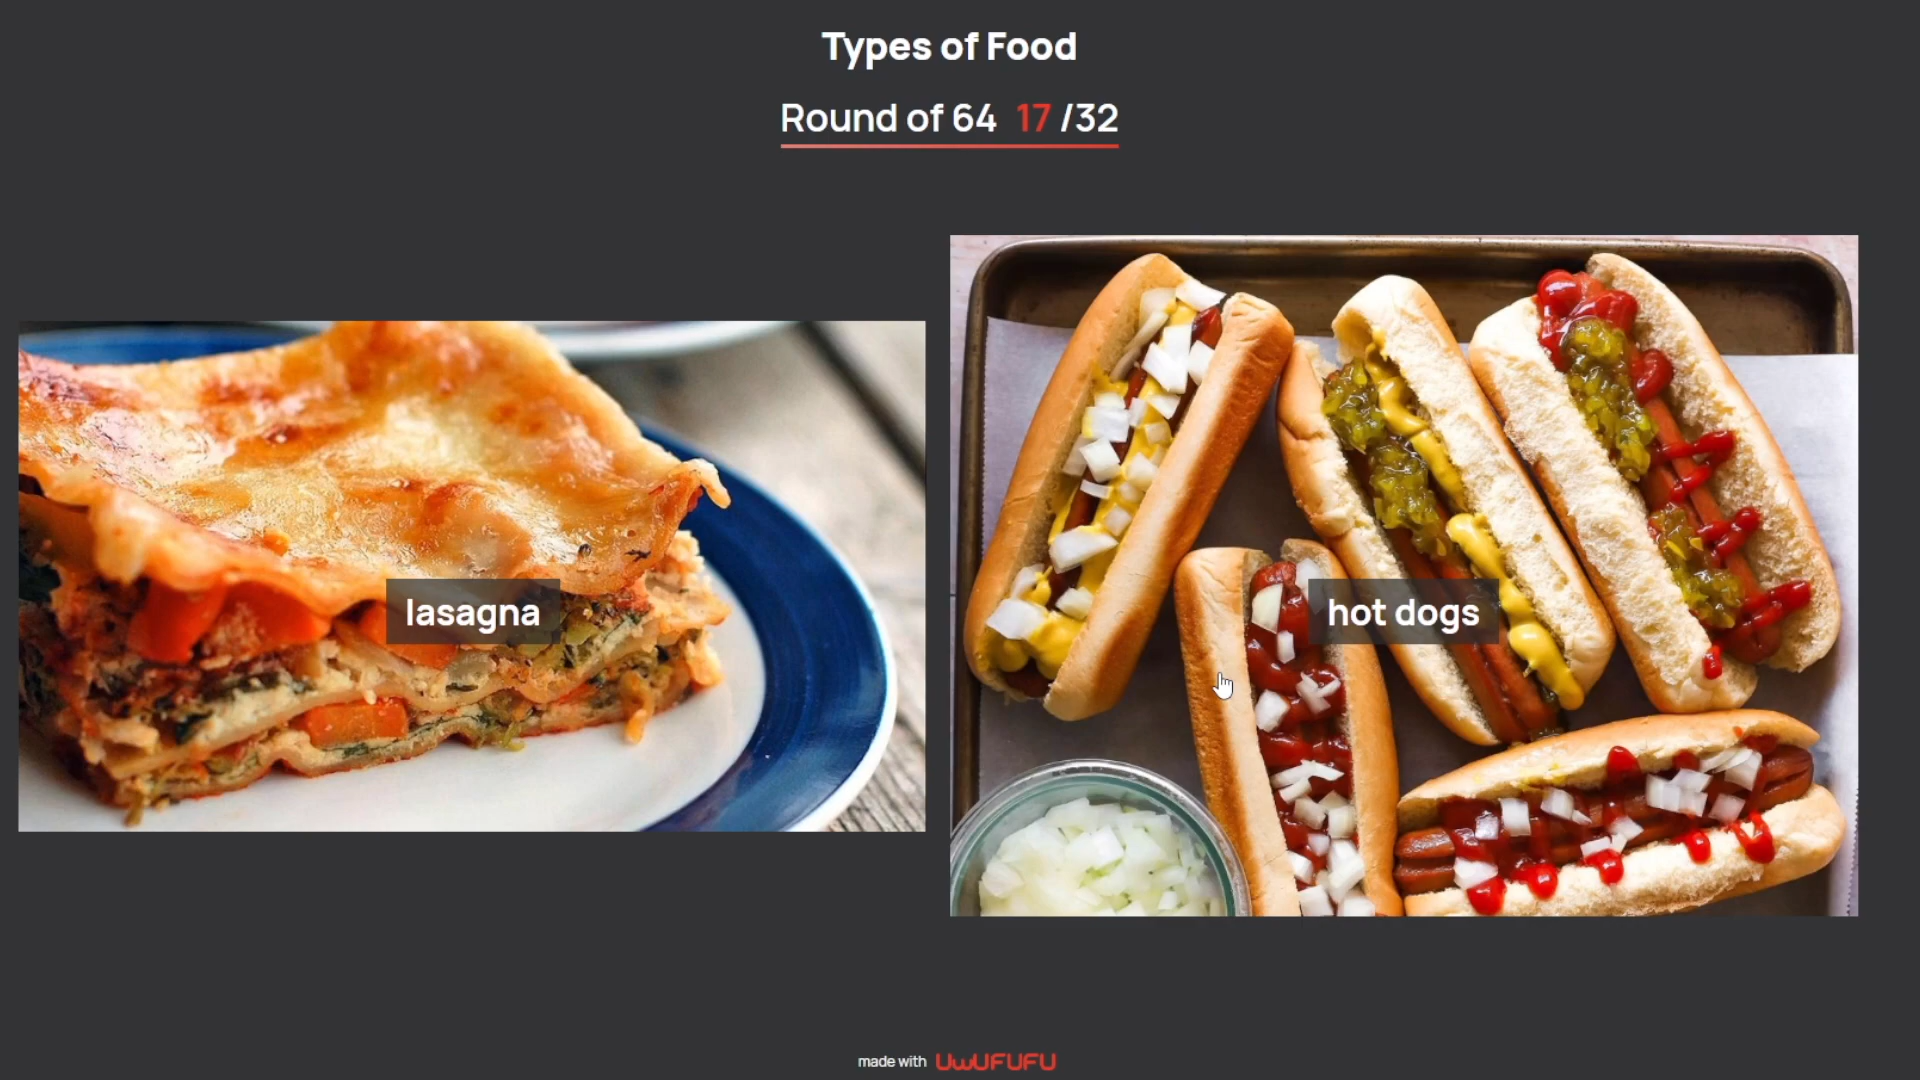 Types of Food
Round of 64 17 /32
lasagna
hot dogs
made with UwUFUFU